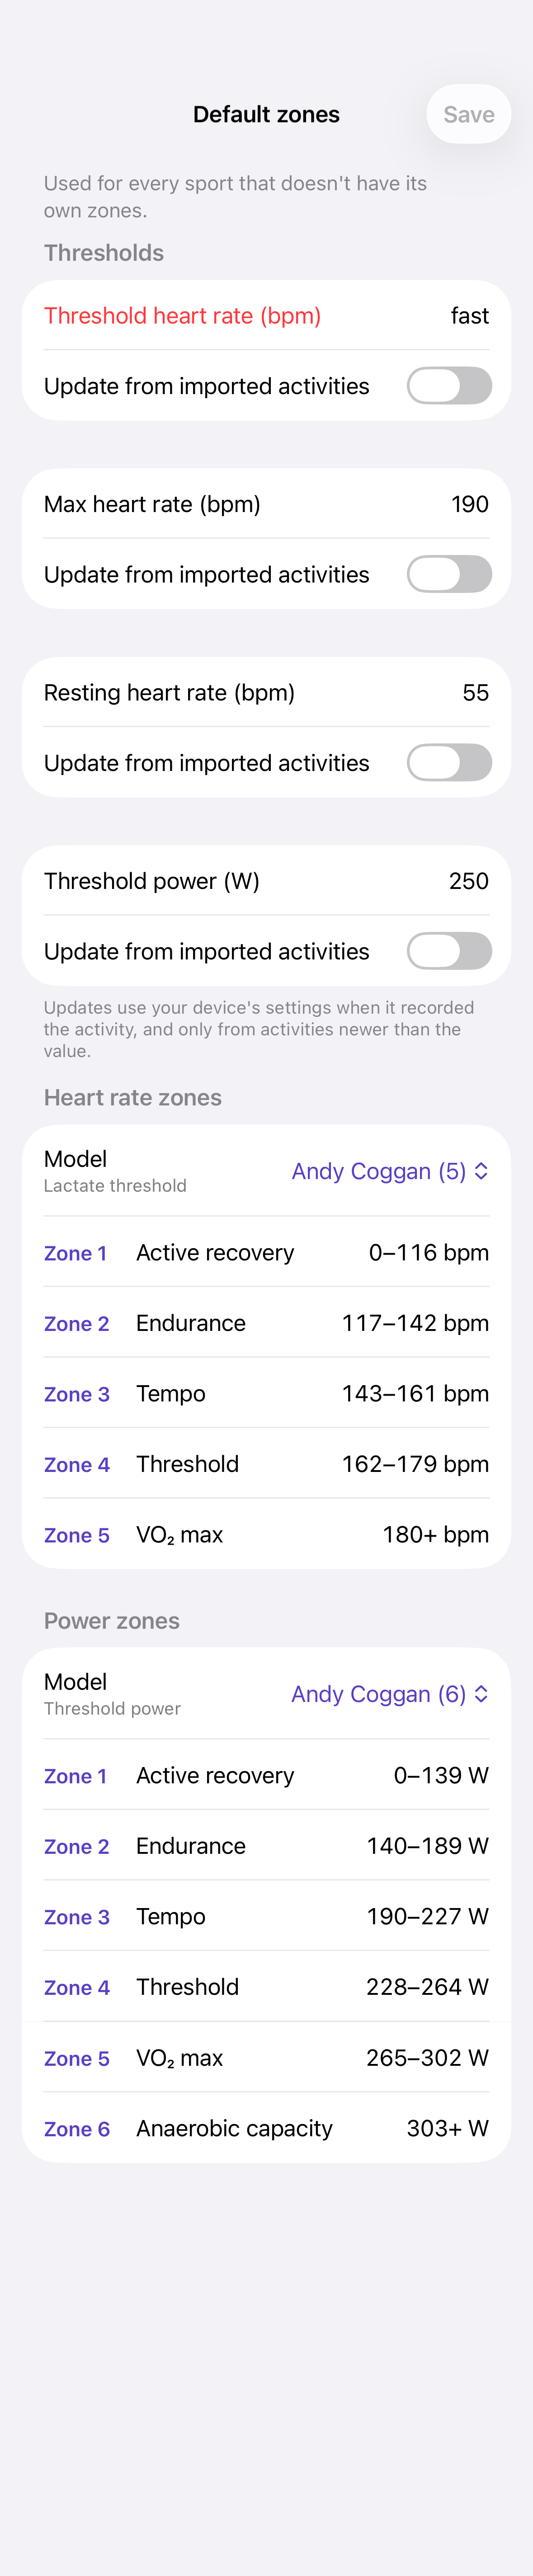 Default zones
Save
Used for every sport that doesn't have its
own zones.
Thresholds
Threshold heart rate (bpm) fast
Update from imported activities
Max heart rate (bpm) 190
Update from imported activities
Resting heart rate (bpm) 55
Update from imported activities
Threshold power (W) 250
Update from imported activities
Updates use your device's settings when it recorded
the activity, and only from activities newer than the
value.
Heart rate zones
Model
Lactate threshold
Andy Coggan (5)
Zone 1 Active recovery 0–116 bpm
Zone 2 Endurance 117–142 bpm
Zone 3 Tempo 143–161 bpm
Zone 4 Threshold 162–179 bpm
Zone 5 VO₂ max 180+ bpm
Power zones
Model
Threshold power
Andy Coggan (6)
Zone 1 Active recovery 0–139 W
Zone 2 Endurance 140–189 W
Zone 3 Tempo 190–227 W
Zone 4 Threshold 228–264 W
Zone 5 VO₂ max 265–302 W
Zone 6 Anaerobic capacity 303+ W